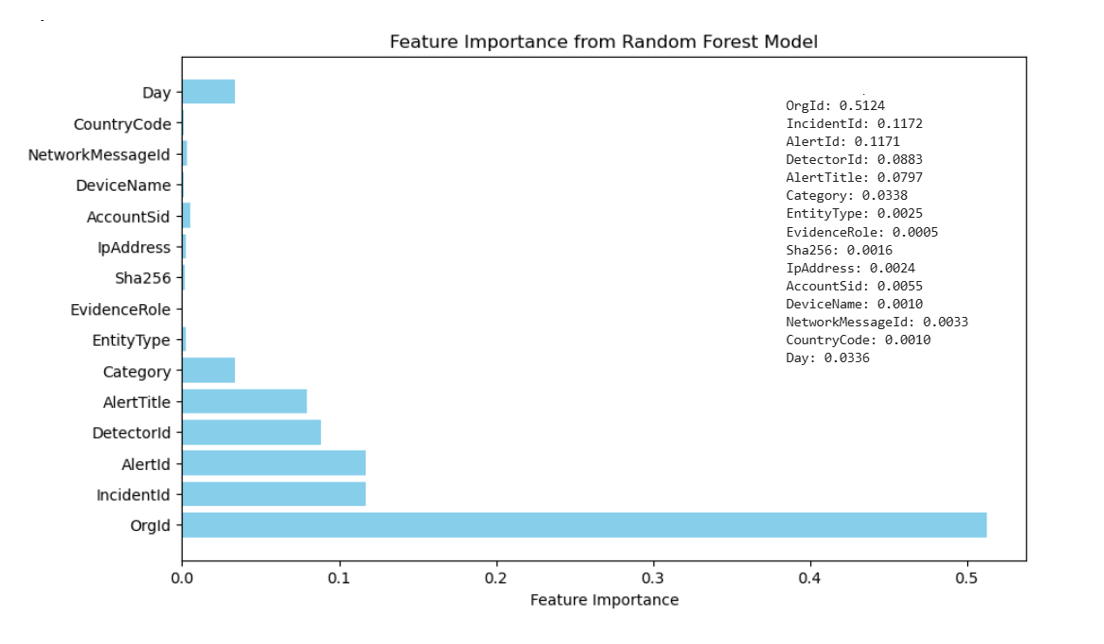 Feature Importance from Random Forest Model
Day
CountryCode
NetworkMessageId
DeviceName
AccountSid
IpAddress
Sha256
EvidenceRole
EntityType
Category
AlertTitle
DetectorId
AlertId
IncidentId
OrgId
OrgId: 0.5124
IncidentId: 0.1172
AlertId: 0.1171
DetectorId: 0.0883
AlertTitle: 0.0797
Category: 0.0338
EntityType: 0.0025
EvidenceRole: 0.0005
Sha256: 0.0016
IpAddress: 0.0024
AccountSid: 0.0055
DeviceName: 0.0010
NetworkMessageId: 0.0033
CountryCode: 0.0010
Day: 0.0336
0.0 0.1 0.2 0.3 0.4 0.5
Feature Importance